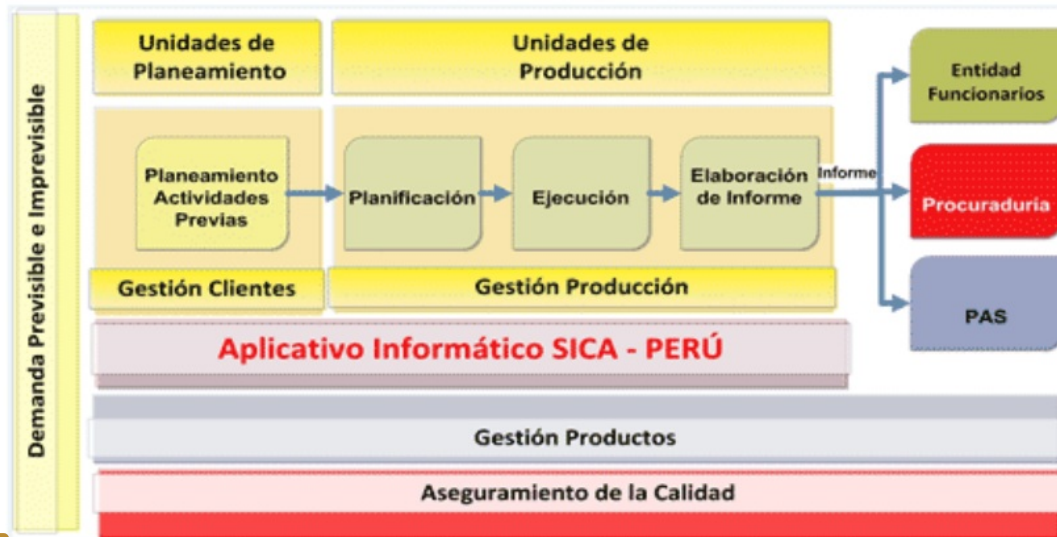 Demanda Previsible e Imprevisible
Unidades de
Planeamiento
Unidades de
Producción
Planeamiento
Actividades
Previas
Planificación
Ejecución
Elaboración
de Informe
Informe
Entidad
Funcionarios
Procuraduría
PAS
Gestión Clientes
Gestión Producción
Aplicativo Informático SICA - PERÚ
Gestión Productos
Aseguramiento de la Calidad